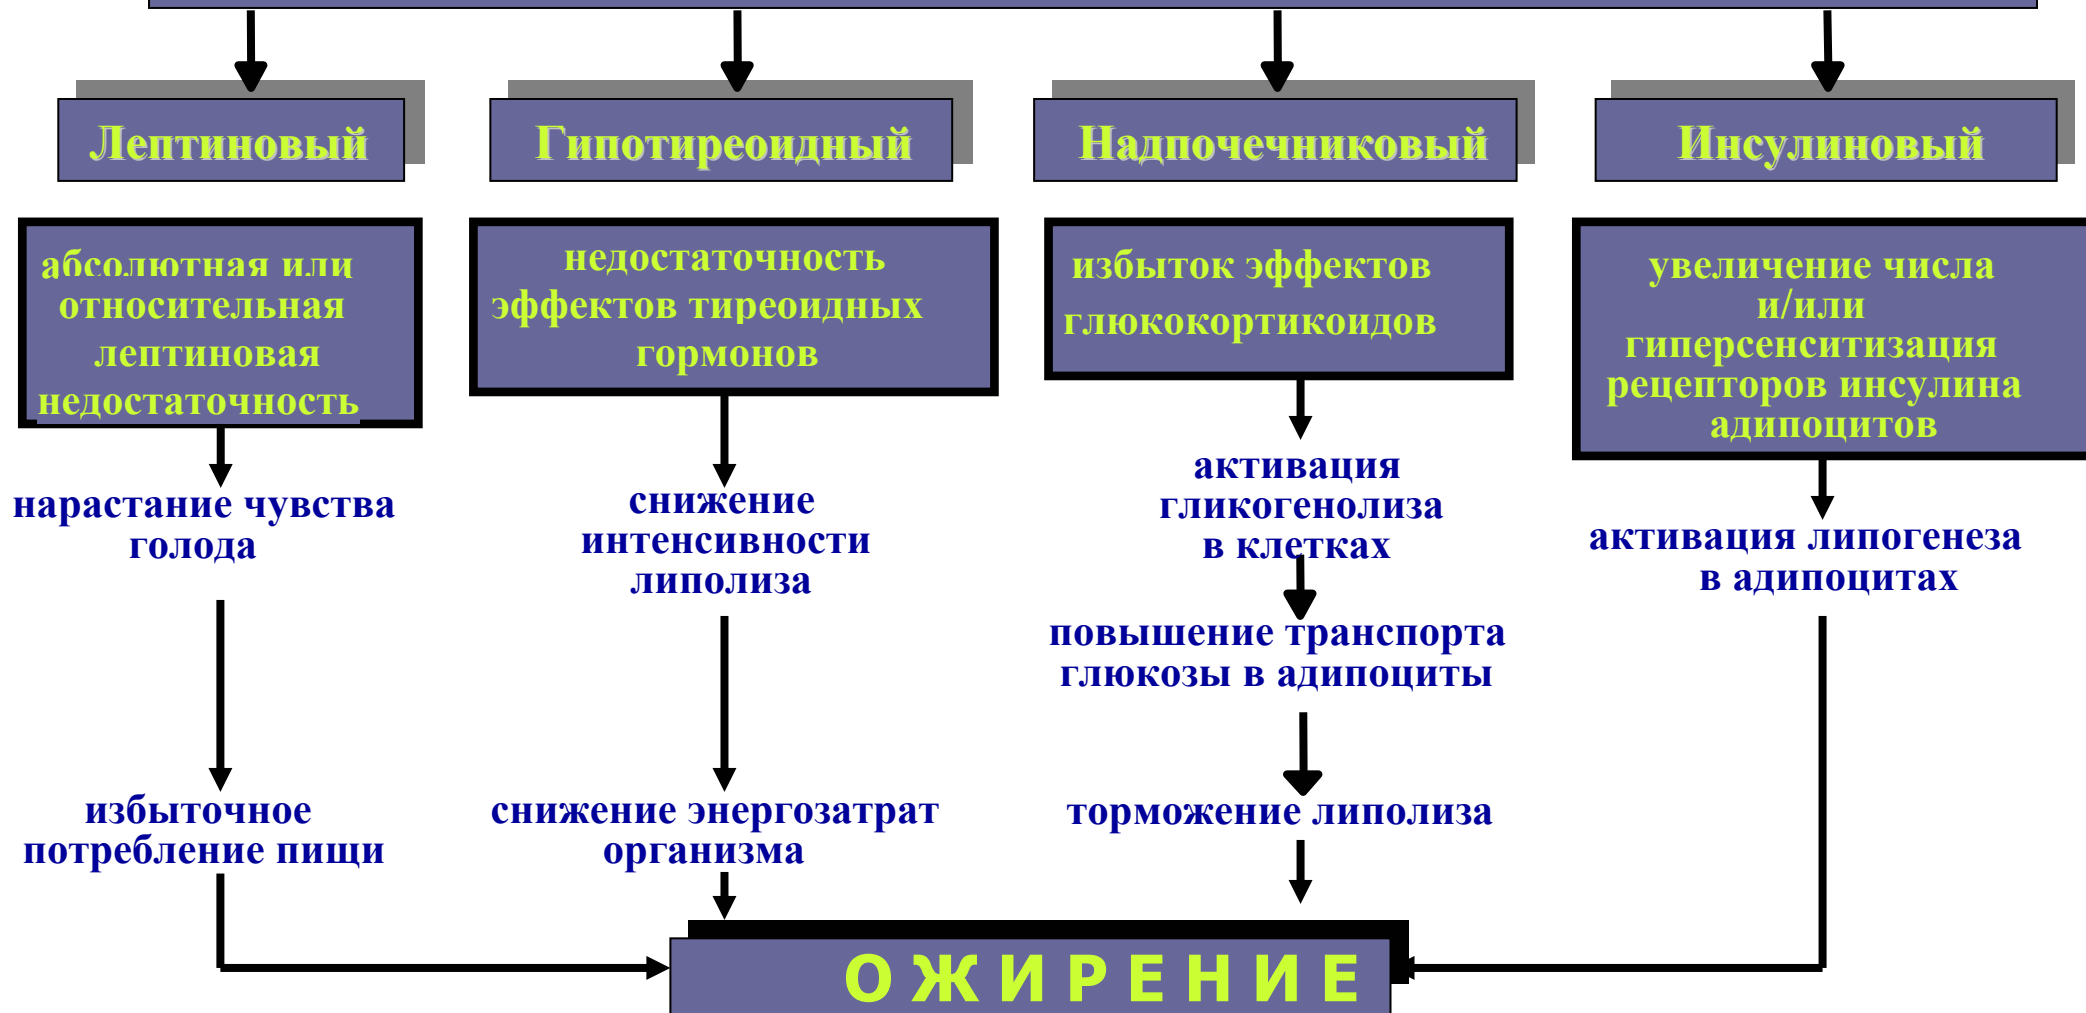 Лептиновый
Гипотиреоидный
Надпочечниковый
Инсулиновый
абсолютная или
относительная
лептиновая
недостаточность
недостаточность
эффектов тиреоидных
гормонов
избыток эффектов
глюкокортикоидов
увеличение числа
и/или
гиперсенситизация
рецепторов инсулина
адипоцитов
нарастание чувства
голода
снижение
интенсивности
липолиза
активация
гликогенолиза
в клетках
активация липогенеза
в адипоцитах
повышение транспорта
глюкозы в адипоциты
избыточное
потребление пищи
снижение энергозатрат
организма
торможение липолиза
ОЖИРЕНИЕ